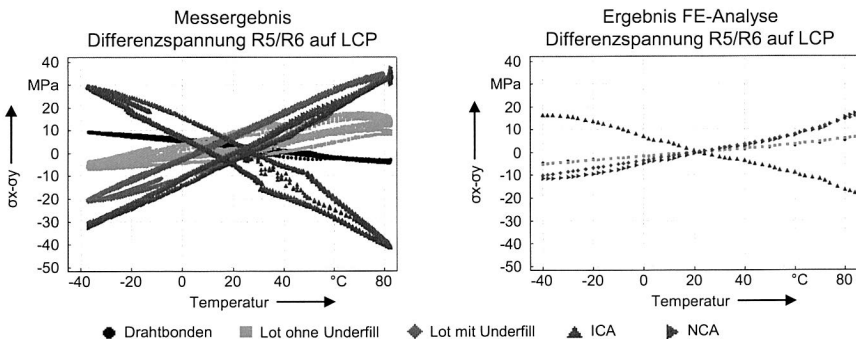 Messergebnis
Differenzspannung R5/R6 auf LCP
40
MPa
20
10
0
-10
-20
-30
-40
-50
σx-σy
-40
-20
0
20
40
°C
80
Temperatur
Ergebnis FE-Analyse
Differenzspannung R5/R6 auf LCP
40
MPa
20
10
0
-10
-20
-30
-40
-50
σx-σy
-40
-20
0
20
40
°C
80
Temperatur
Drahtbonden
Lot ohne Underfill
Lot mit Underfill
ICA
NCA